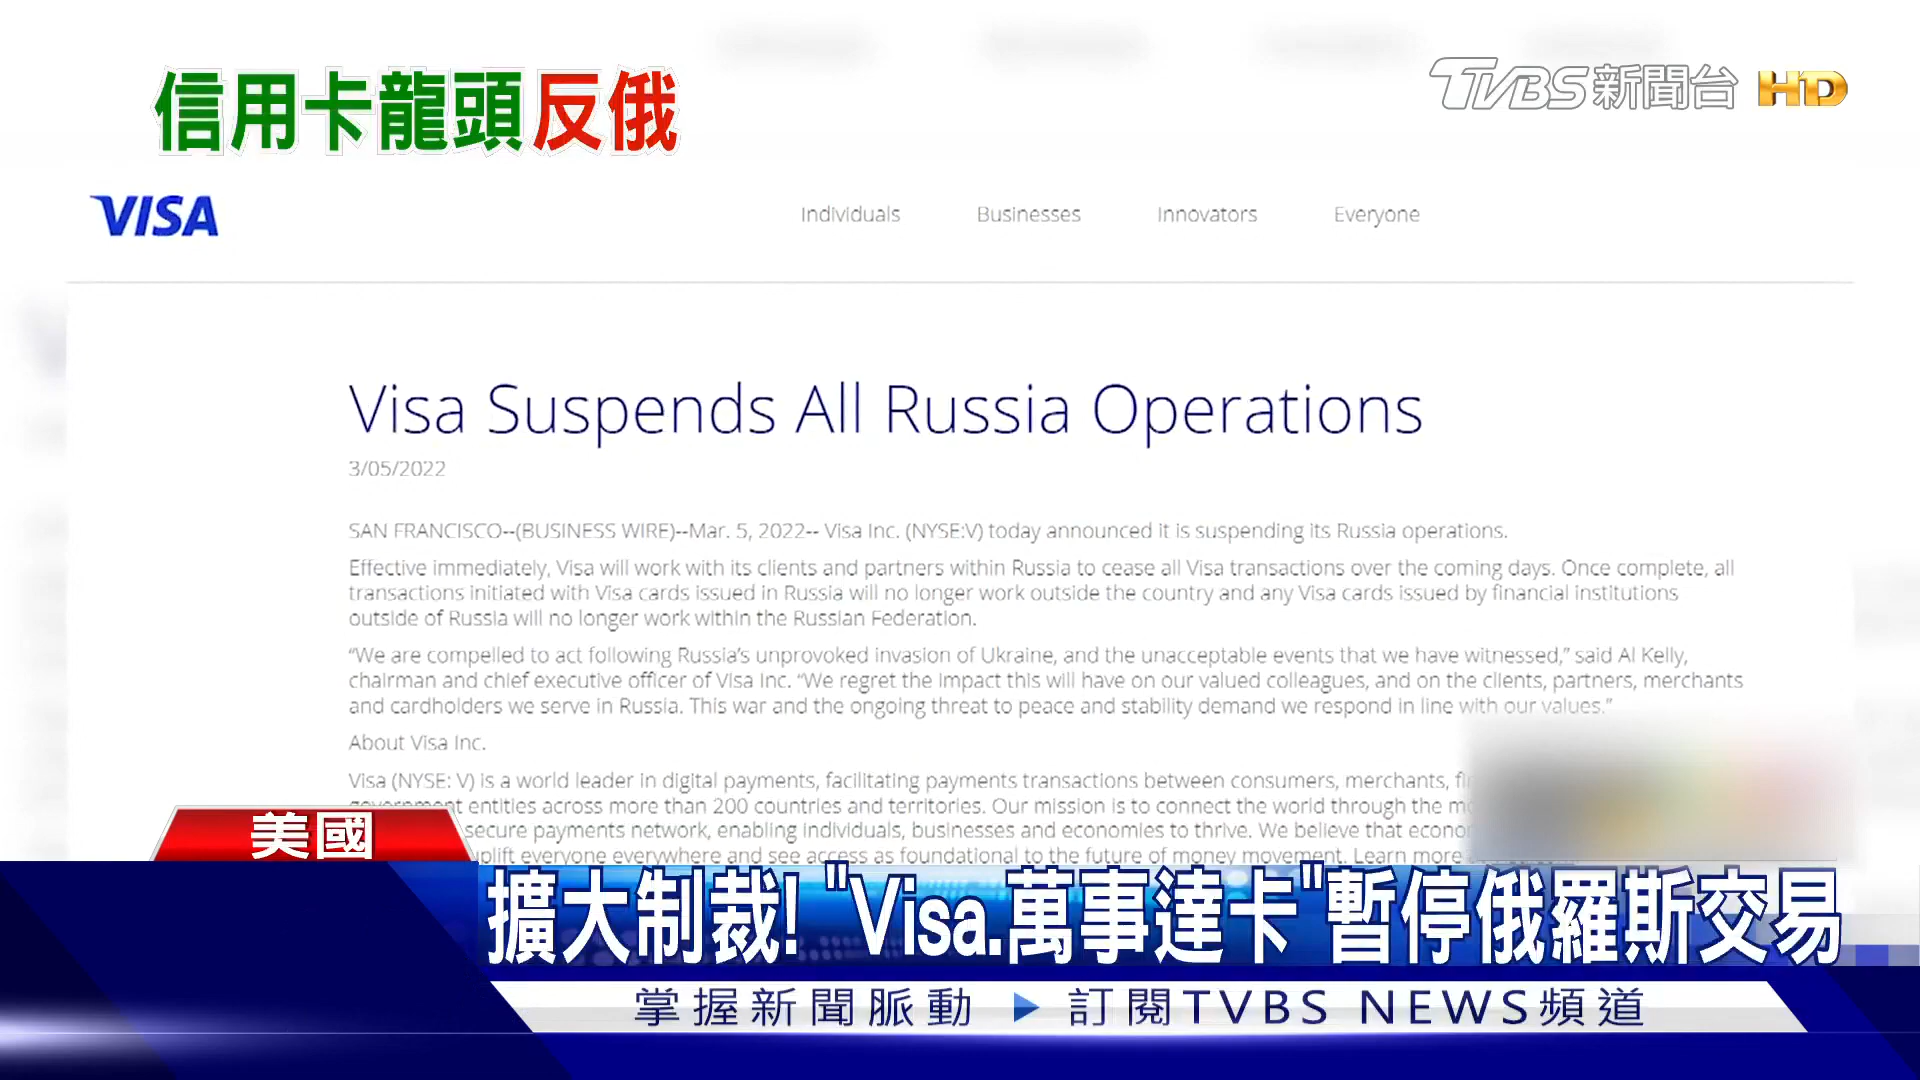 信用卡龍頭反俄
TVBS新聞台 HD
VISA
Individuals Businesses Innovators Everyone
Visa Suspends All Russia Operations
3/05/2022
SAN FRANCISCO--(BUSINESS WIRE)--Mar. 5, 2022-- Visa Inc. (NYSE:V) today announced it is suspending its Russia operations.
Effective immediately, Visa will work with its clients and partners within Russia to cease all Visa transactions over the coming days. Once complete, all
transactions initiated with Visa cards issued in Russia will no longer work outside the country and any Visa cards issued by financial institutions
outside of Russia will no longer work within the Russian Federation.
“We are compelled to act following Russia’s unprovoked invasion of Ukraine, and the unacceptable events that we have witnessed,” said Al Kelly,
chairman and chief executive officer of Visa Inc. “We regret the impact this will have on our valued colleagues, and on the clients, partners, merchants
and cardholders we serve in Russia. This war and the ongoing threat to peace and stability demand we respond in line with our values.”
About Visa Inc.
Visa (NYSE: V) is a world leader in digital payments, facilitating payments transactions between consumers, merchants,
government entities across more than 200 countries and territories. Our mission is to connect the world through the
secure payments network, enabling individuals, businesses and economies to thrive. We believe that
uplift everyone everywhere and see access as foundational to the future of money movement. Learn more
美國
擴大制裁! "Visa.萬事達卡"暫停俄羅斯交易
掌握新聞脈動 ▶ 訂閱TVBS NEWS頻道